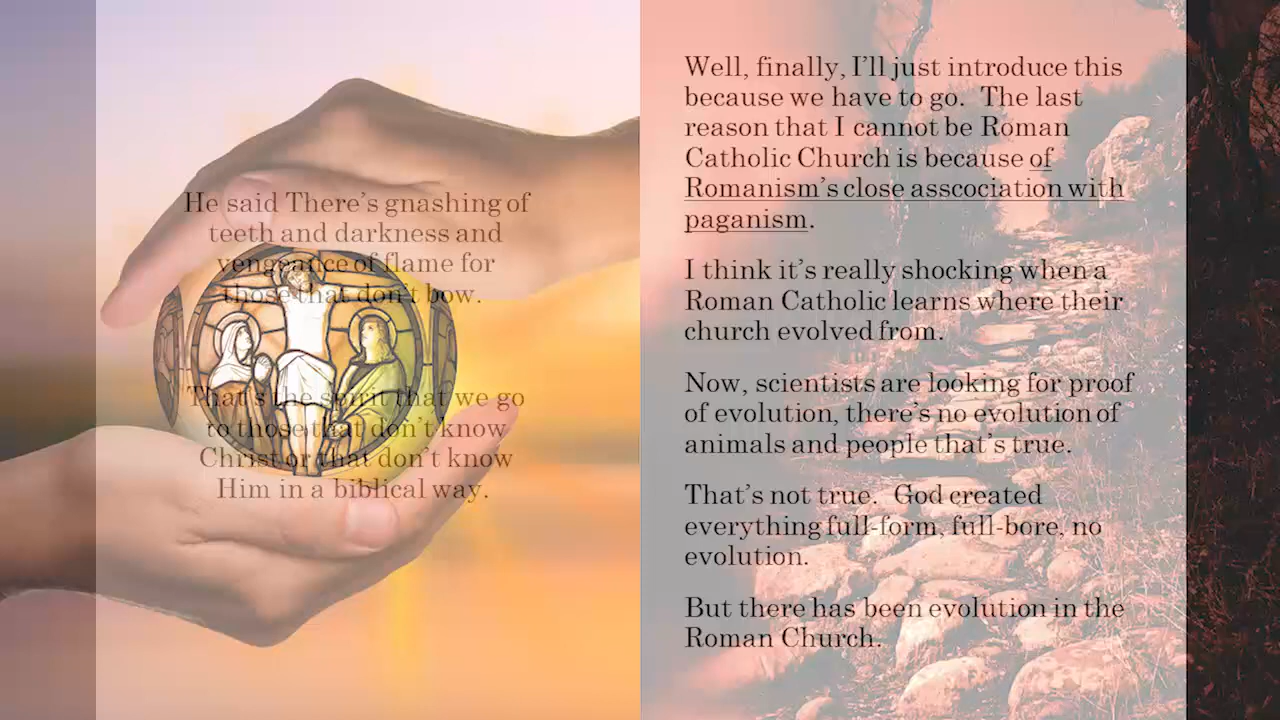 He said There's gnashing of
teeth and darkness and
vengeance of flame for
those that don't bow.
That's the spirit that we go
to those that don't know
Christ or that don't know
Him in a biblical way.
Well, finally, I'll just introduce this
because we have to go. The last
reason that I cannot be Roman
Catholic Church is because of
Romanism's close asscociation with
paganism.
I think it's really shocking when a
Roman Catholic learns where their
church evolved from.
Now, scientists are looking for proof
of evolution, there's no evolution of
animals and people that's true.
That's not true. God created
everything full-form, full-bore, no
evolution.
But there has been evolution in the
Roman Church.